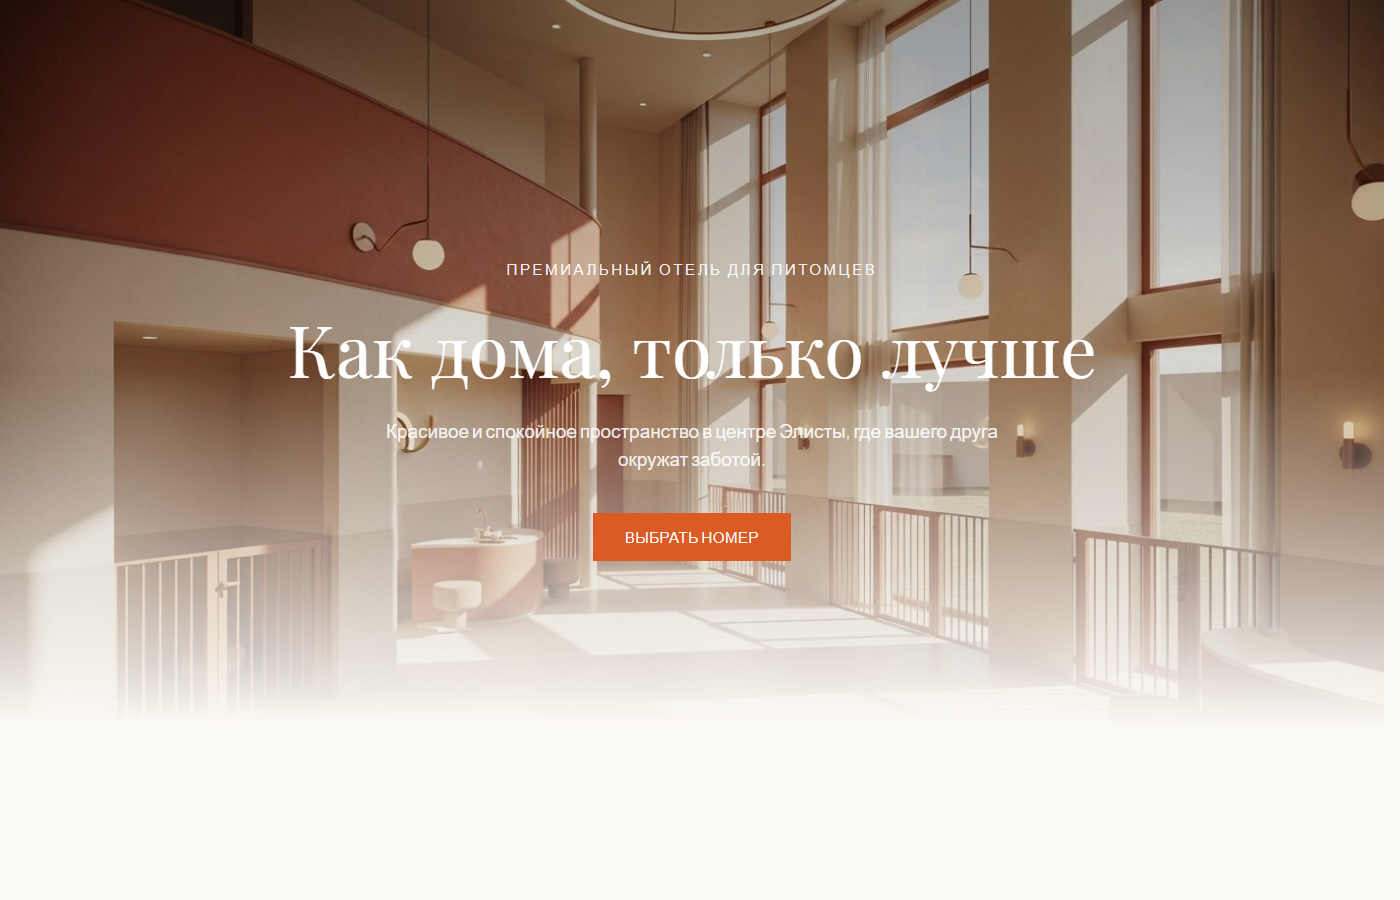 ПРЕМИАЛЬНЫЙ ОТЕЛЬ ДЛЯ ПИТОМЦЕВ
Как дома, только лучше
Красивое и спокойное пространство в центре Элисты, где вашего друга
окружат заботой.
ВЫБРАТЬ НОМЕР